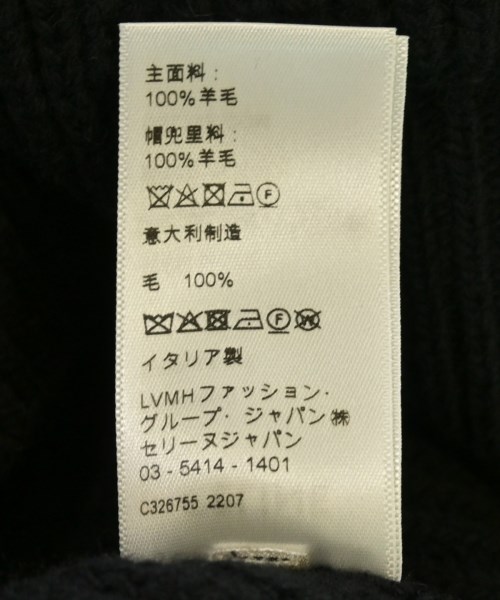 主面料：
100%羊毛
帽兜里料：
100%羊毛
F
意大利制造
毛 100%
F W
イタリア製
LVMHファッション・
グループ・ジャパン㈱
セリーヌジャパン
03 - 5414 - 1401
C326755 2207